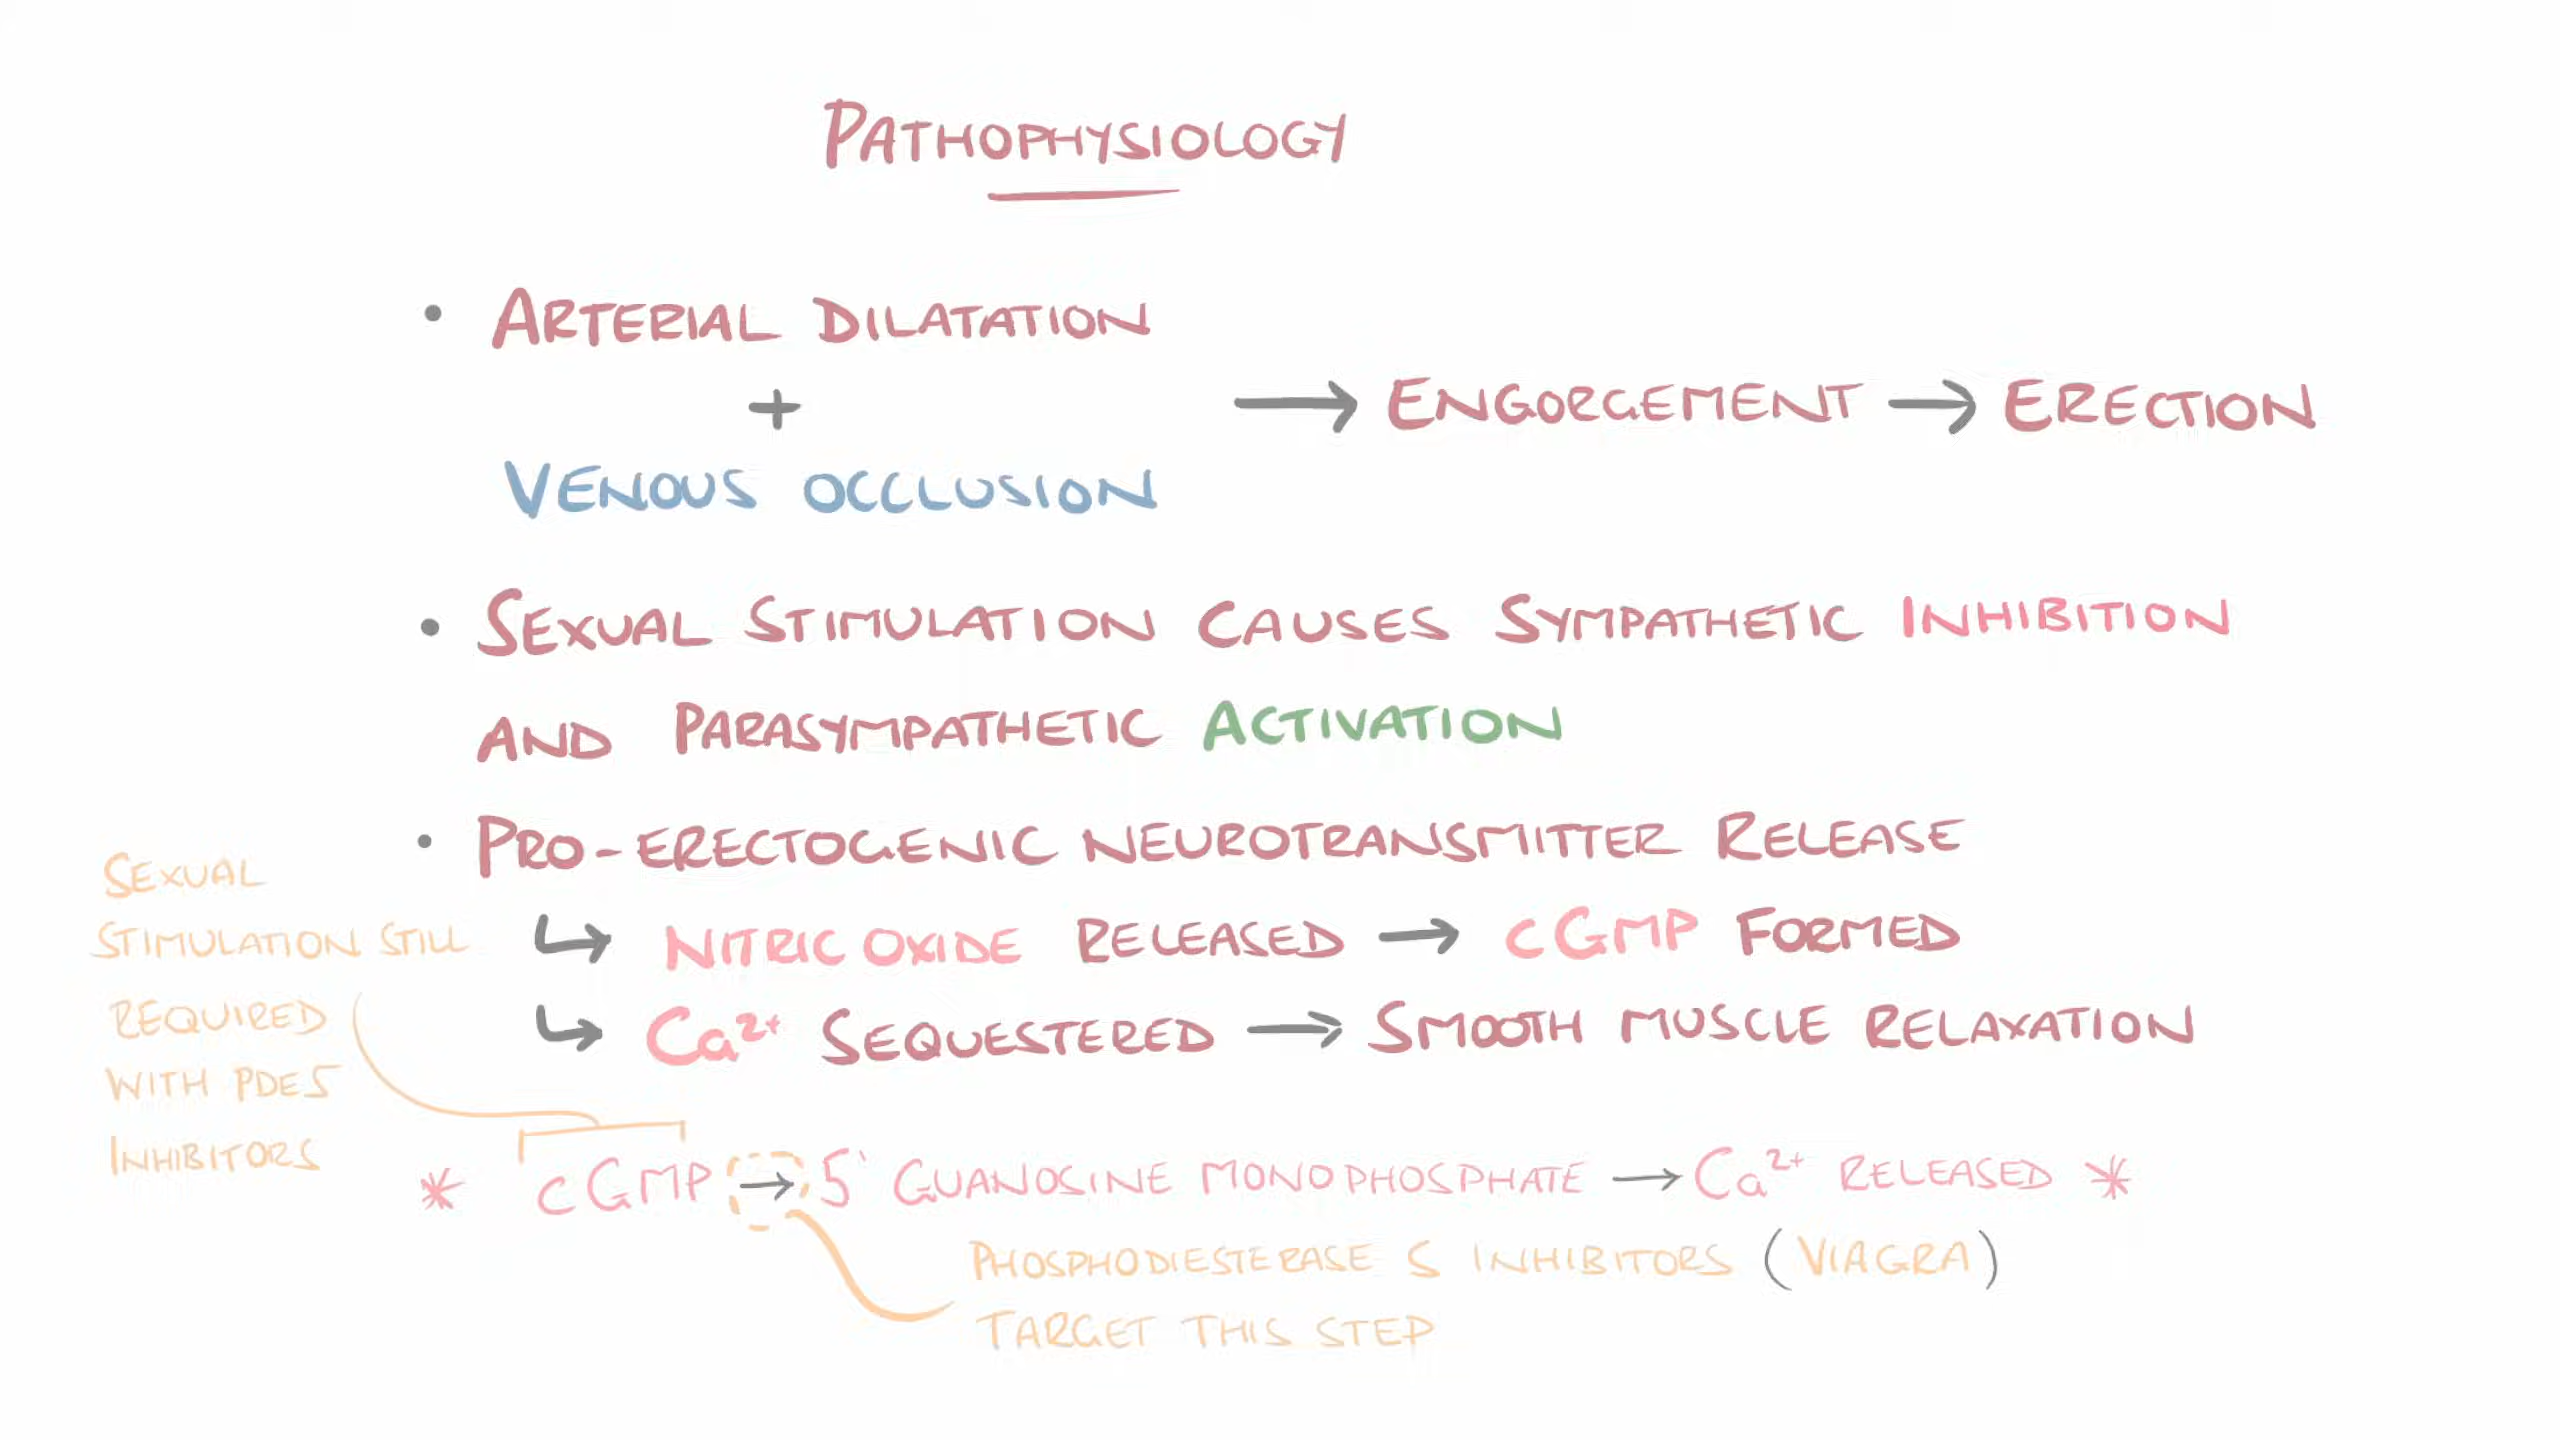 PATHOPHYSIOLOGY
• ARTERIAL DILATATION
+
→ ENGORGEMENT → ERECTION
VENOUS OCCLUSION
• SEXUAL STIMULATION CAUSES SYMPATHETIC INHIBITION
AND PARASYMPATHETIC ACTIVATION
• PRO-ERECTOGENIC NEUROTRANSMITTER RELEASE
↳ NITRIC OXIDE RELEASED → cGMP FORMED
↳ Ca²⁺ SEQUESTERED → SMOOTH MUSCLE RELAXATION
SEXUAL
STIMULATION STILL
REQUIRED
WITH PDE5
INHIBITORS
* cGMP → 5' GUANOSINE MONOPHOSPHATE → Ca²⁺ RELEASED *
PHOSPHODIESTERASE 5 INHIBITORS (VIAGRA)
TARGET THIS STEP